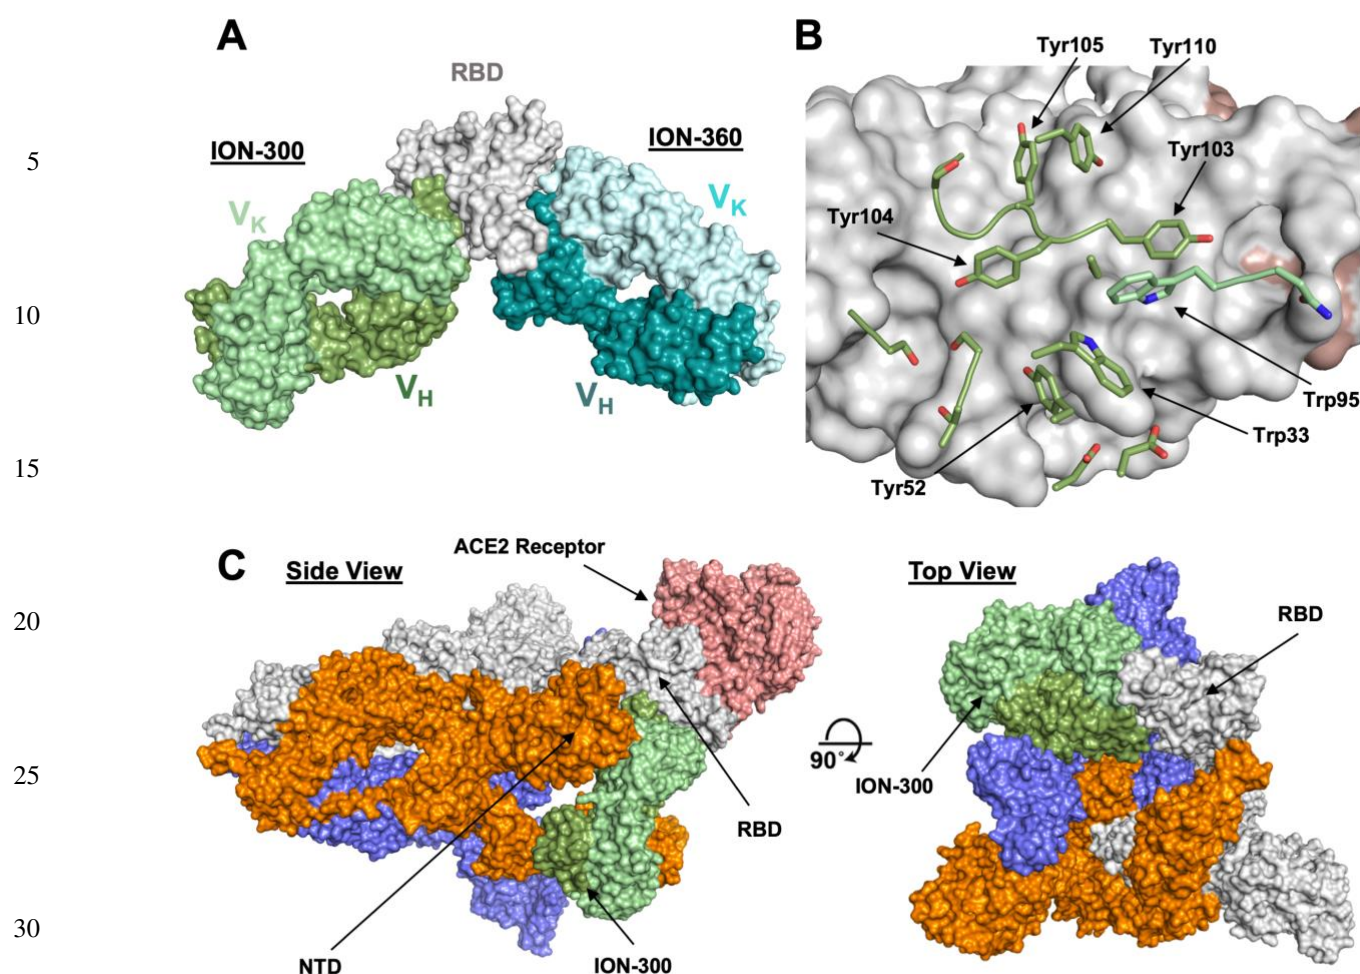 A
RBD
ION-300
ION-360
VK
VK
VH
VH
B
Tyr105
Tyr110
Tyr103
Tyr104
Trp95
Trp33
Tyr52
5
10
15
C
Side View
ACE2 Receptor
RBD
NTD
ION-300
90°
Top View
RBD
ION-300
20
25
30